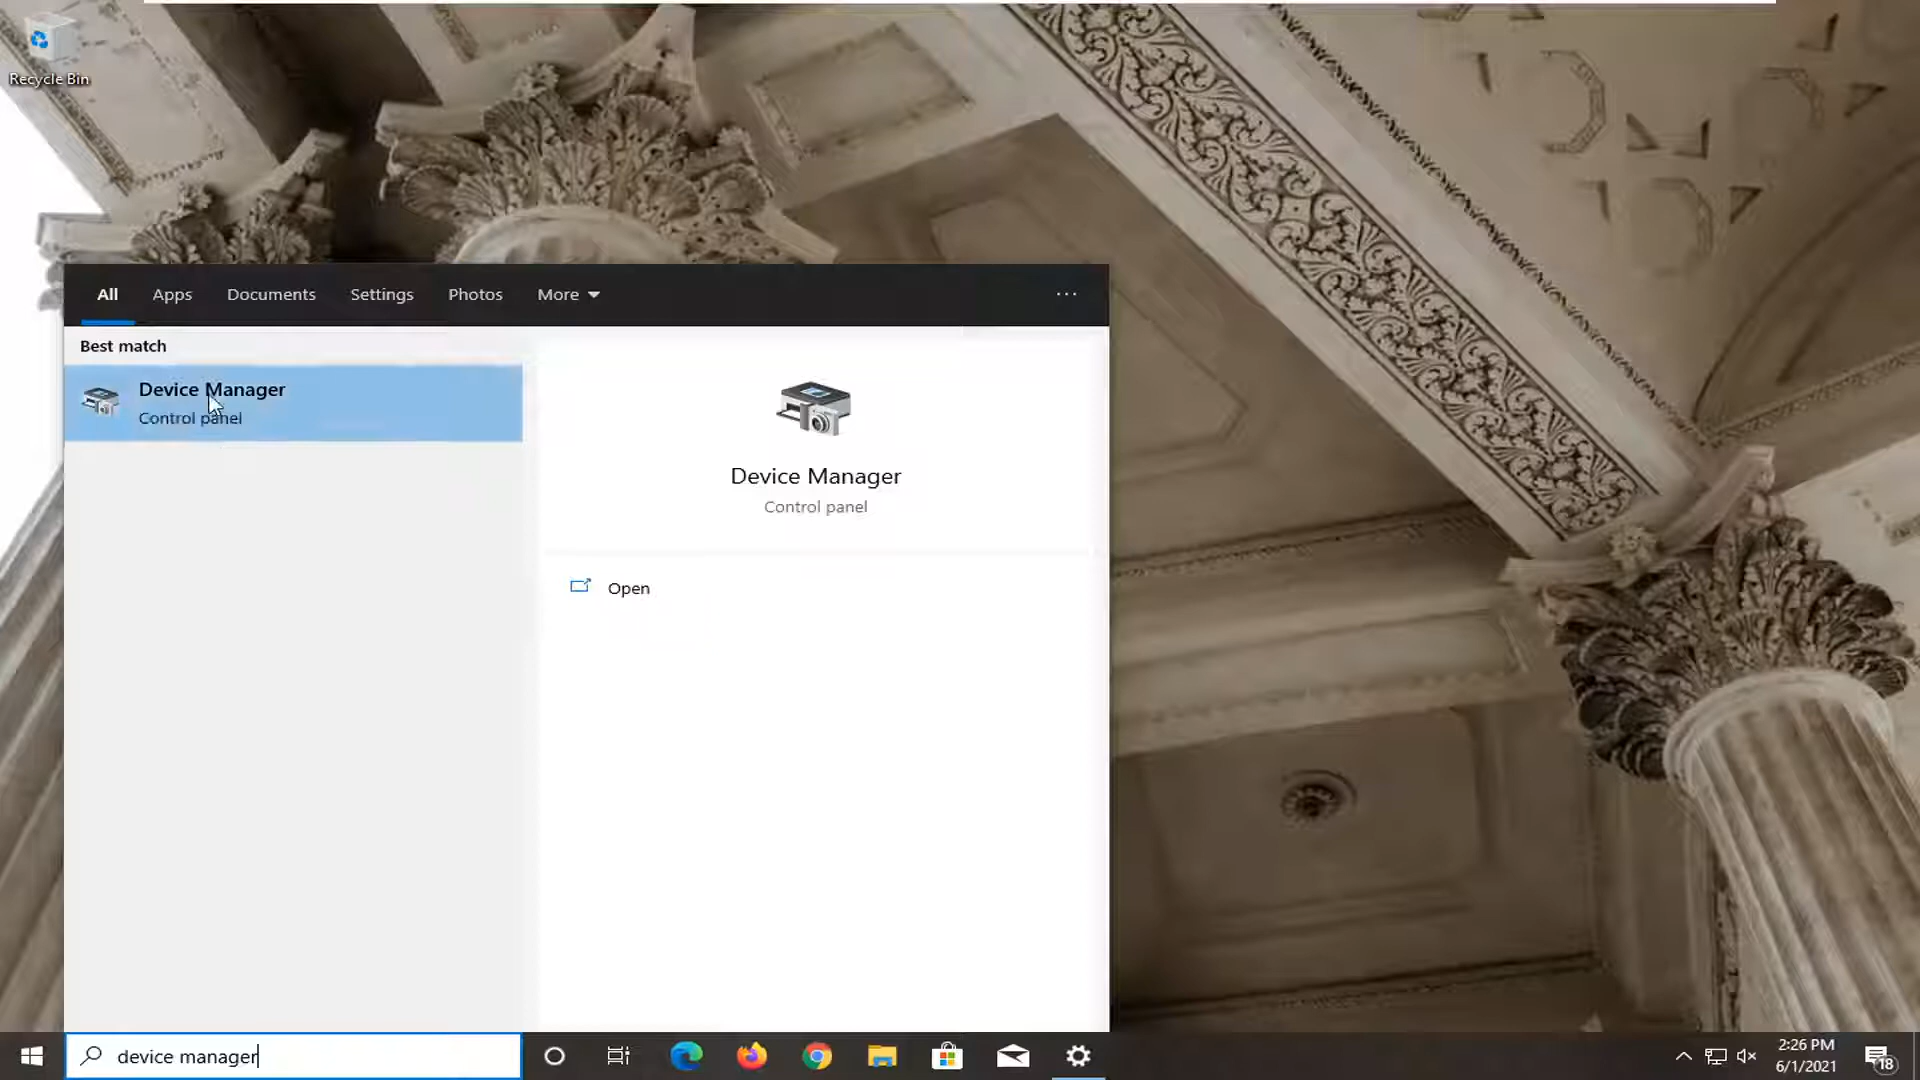 Recycle Bin
All Apps Documents Settings Photos More ...
Best match
Device Manager
Control panel
Device Manager
Control panel
Open
device manager
2:26 PM
6/1/2021
18